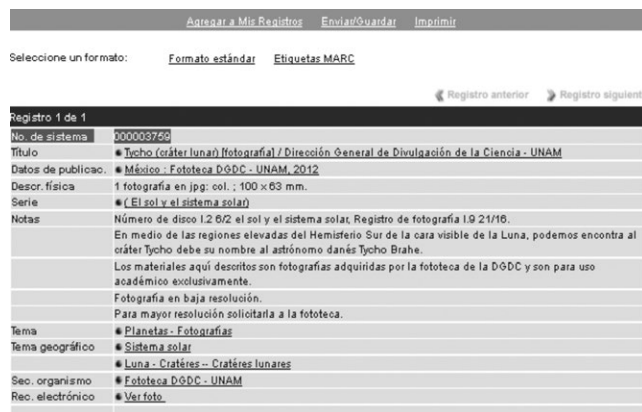 Agregar a Mis Registros Enviar/Guardar Imprimir
Seleccione un formato: Formato estándar Etiquetas MARC
Registro anterior Registro siguient
Registro 1 de 1
No. de sistema 000003759
Título Tycho (cráter lunar) [fotografía] / Dirección General de Divulgación de la Ciencia - UNAM
Datos de publicac. México : Fototeca DGDC - UNAM, 2012
Descr. física 1 fotografía en jpg: col. ; 100 x 63 mm.
Serie ( El sol y el sistema solar)
Notas Número de disco I.2 6/2 el sol y el sistema solar, Registro de fotografía I.9 21/16.
En medio de las regiones elevadas del Hemisferio Sur de la cara visible de la Luna, podemos encontra al
cráter Tycho debe su nombre al astrónomo danés Tycho Brahe.
Los materiales aquí descritos son fotografías adquiridas por la fototeca de la DGDC y son para uso
académico exclusivamente.
Fotografía en baja resolución.
Para mayor resolución solicitarla a la fototeca.
Tema Planetas - Fotografías
Tema geográfico Sistema solar
Luna - Cratéres -- Cratéres lunares
Sec. organismo Fototeca DGDC - UNAM
Rec. electrónico Ver foto